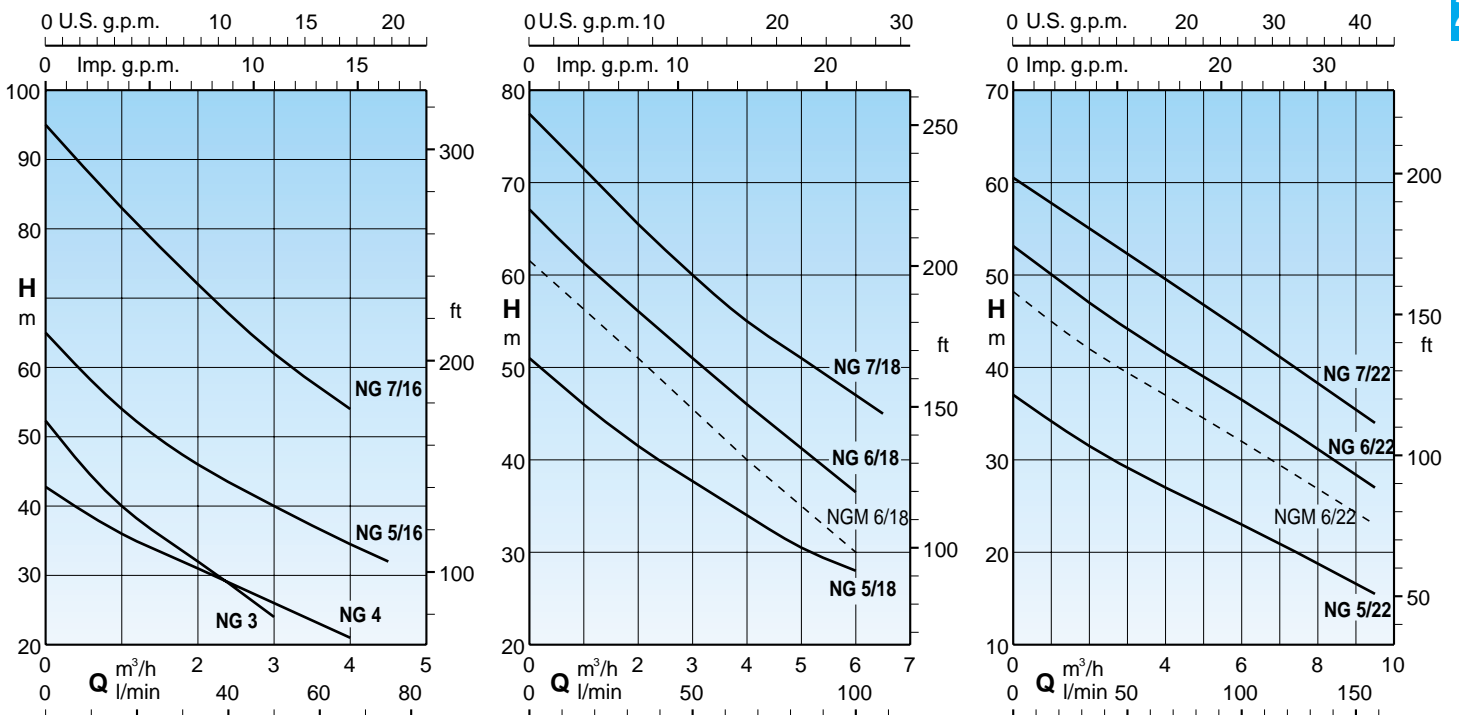 0 U.S. g.p.m. 10 15 20
0 Imp. g.p.m. 10 15
100
90
80
H
m
60
50
40
30
20
300
ft
200
100
NG 7/16
NG 5/16
NG 3
NG 4
0 2 3 4 5
Q m³/h
l/min
0 40 60 80
0 U.S. g.p.m. 10 20 30
0 Imp. g.p.m. 10 20
80
70
60
H
m
50
40
30
20
250
200
ft
150
100
NG 7/18
NG 6/18
NGM 6/18
NG 5/18
0 2 3 4 5 6 7
Q m³/h
l/min
0 50 100
0 U.S. g.p.m. 20 30 40
0 Imp. g.p.m. 20 30
70
60
50
H
m
40
30
20
10
200
150
ft
100
50
NG 7/22
NG 6/22
NGM 6/22
NG 5/22
0 4 6 8 10
Q m³/h
l/min
0 50 100 150